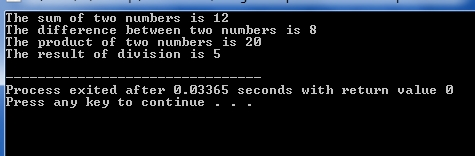 The sum of two numbers is 12
The difference between two numbers is 8
The product of two numbers is 20
The result of division is 5
--------------------------------
Process exited after 0.03365 seconds with return value 0
Press any key to continue . . .